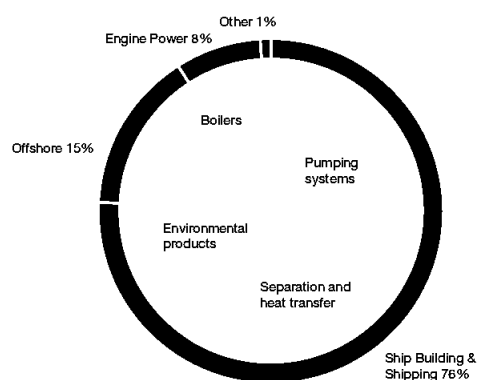 Other 1%
Engine Power 8%
Boilers
Offshore 15%
Pumping
systems
Environmental
products
Separation and
heat transfer
Ship Building &
Shipping 76%